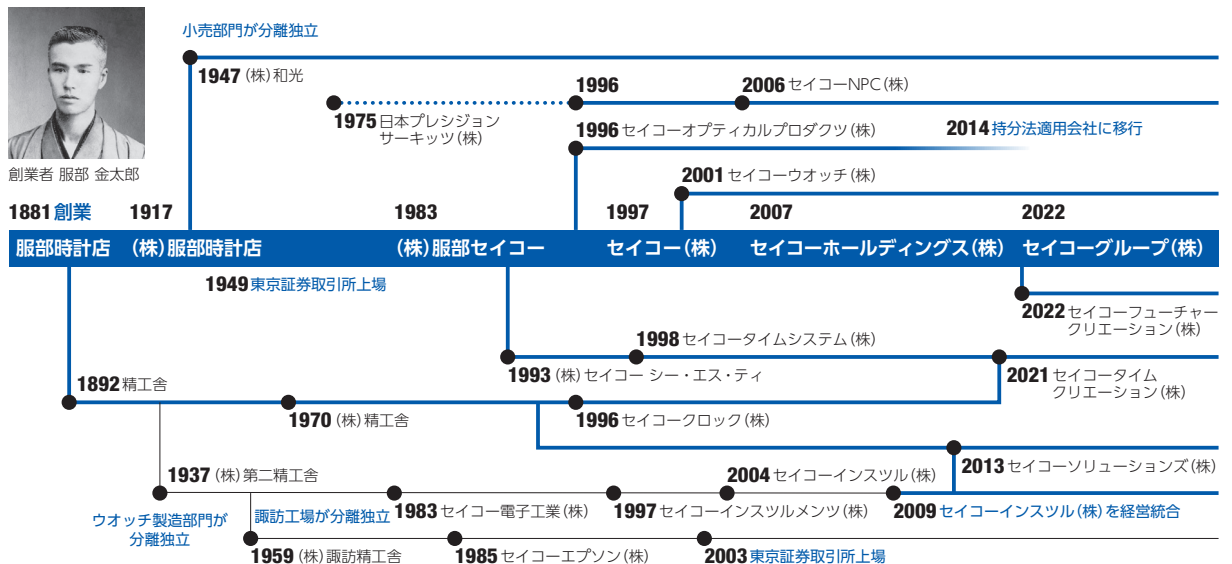 小売部門が分離独立
1947 (株)和光
1996
2006 セイコーNPC(株)
1975 日本プレシジョン
サーキッツ(株)
1996 セイコーオプティカルプロダクツ(株)
2014 持分法適用会社に移行
創業者 服部 金太郎
2001 セイコーウオッチ(株)
1881 創業
1917
1983
1997
2007
2022
服部時計店
(株)服部時計店
(株)服部セイコー
セイコー(株)
セイコーホールディングス(株)
セイコーグループ(株)
1949 東京証券取引所上場
2022 セイコーフューチャー
クリエーション(株)
1998 セイコータイムシステム(株)
1993 (株)セイコー シー・エス・ティ
2021 セイコータイム
クリエーション(株)
1892 精工舎
1970 (株)精工舎
1996 セイコークロック(株)
2013 セイコーソリューションズ(株)
1937 (株)第二精工舎
2004 セイコーインスツル(株)
ウオッチ製造部門が
分離独立
諏訪工場が分離独立
1983 セイコー電子工業(株)
1997 セイコーインスツルメンツ(株)
2009 セイコーインスツル(株)を経営統合
1959 (株)諏訪精工舎
1985 セイコーエプソン(株)
2003 東京証券取引所上場